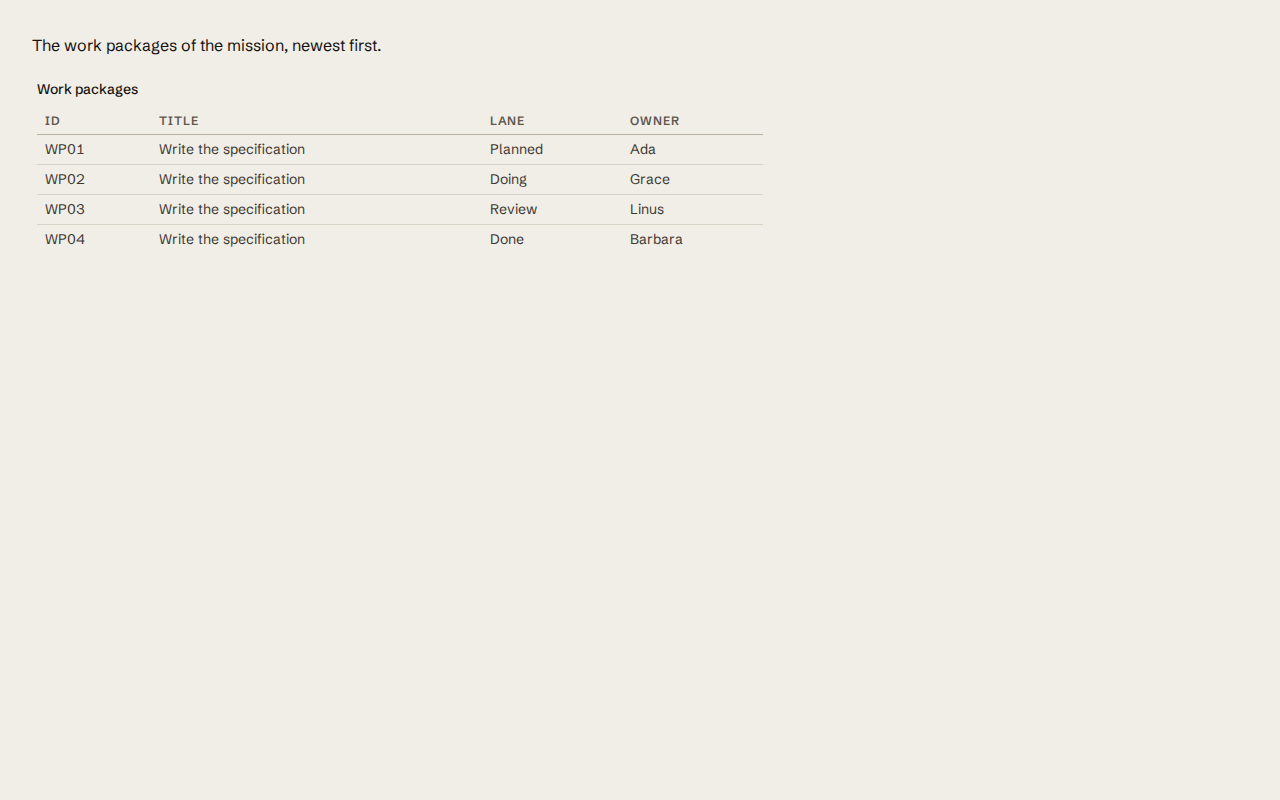 The work packages of the mission, newest first.
Work packages
ID TITLE LANE OWNER
WP01 Write the specification Planned Ada
WP02 Write the specification Doing Grace
WP03 Write the specification Review Linus
WP04 Write the specification Done Barbara